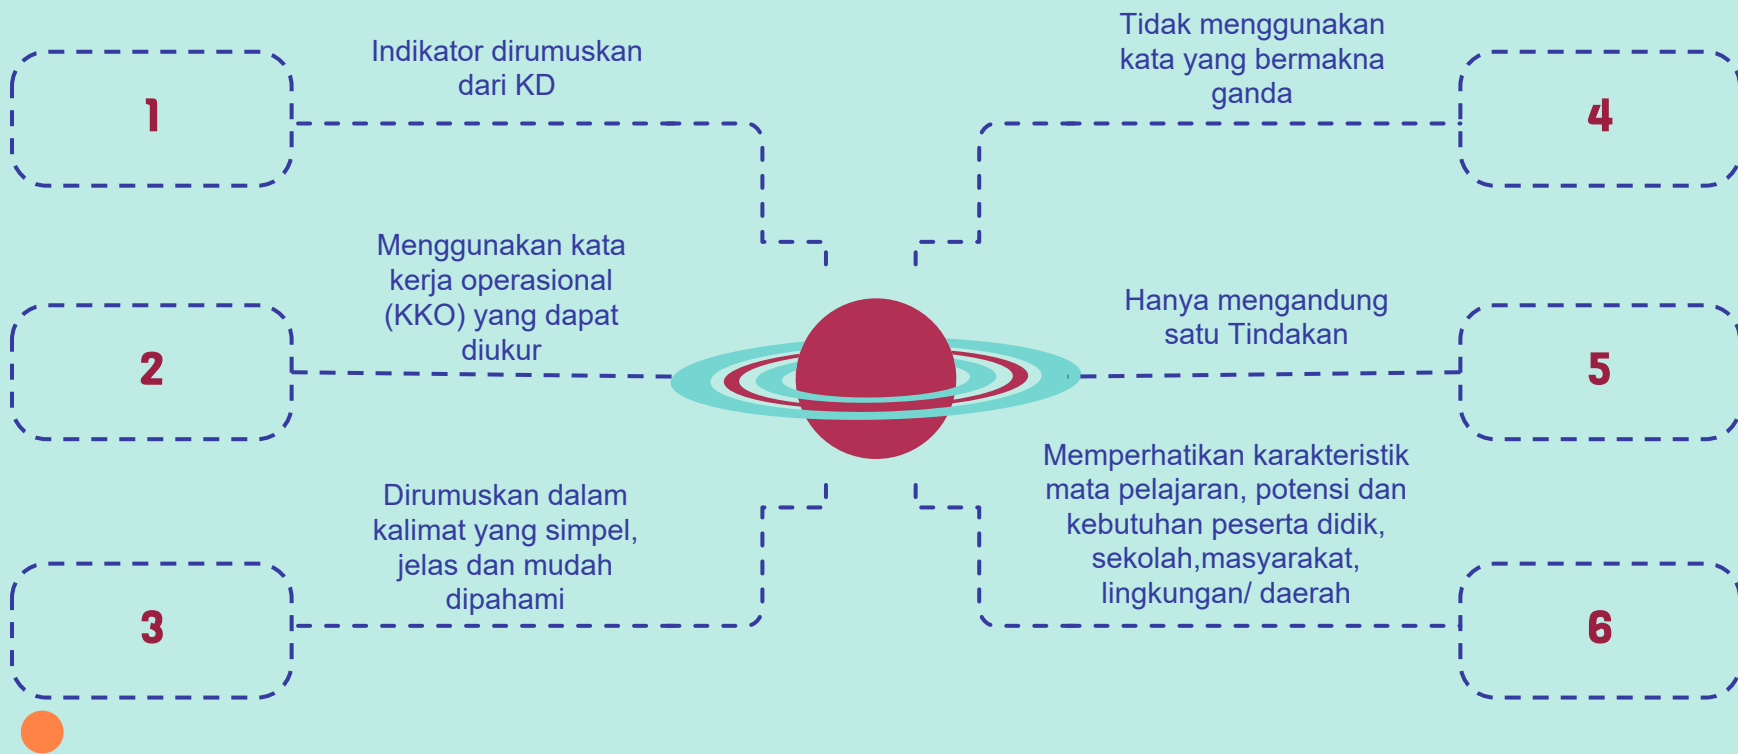 1
Indikator dirumuskan
dari KD
2
Menggunakan kata
kerja operasional
(KKO) yang dapat
diukur
3
Dirumuskan dalam
kalimat yang simpel,
jelas dan mudah
dipahami
Tidak menggunakan
kata yang bermakna
ganda
4
Hanya mengandung
satu Tindakan
5
Memperhatikan karakteristik
mata pelajaran, potensi dan
kebutuhan peserta didik,
sekolah,masyarakat,
lingkungan/ daerah
6